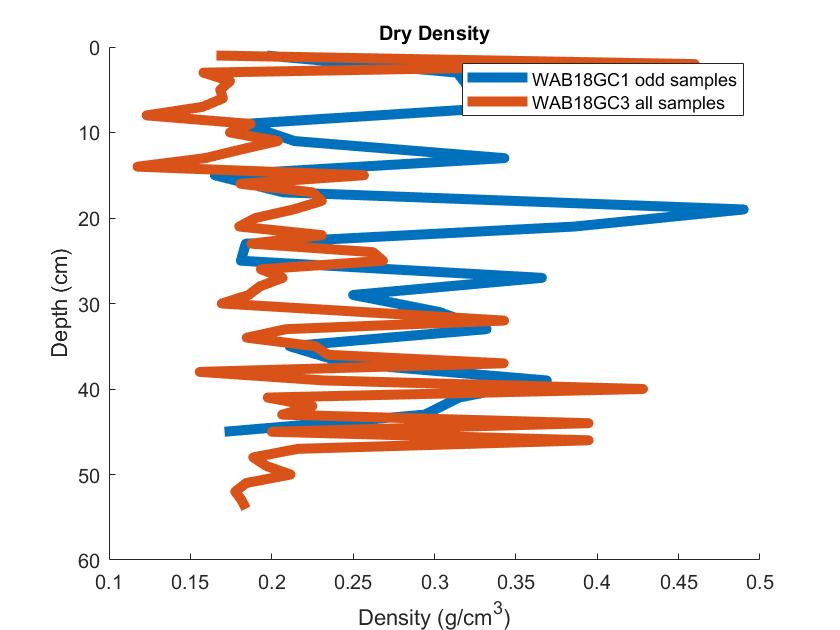 Dry Density
WAB18GC1 odd samples
WAB18GC3 all samples
0
10
20
30
40
50
60
Depth (cm)
0.1 0.15 0.2 0.25 0.3 0.35 0.4 0.45 0.5
Density (g/cm³)